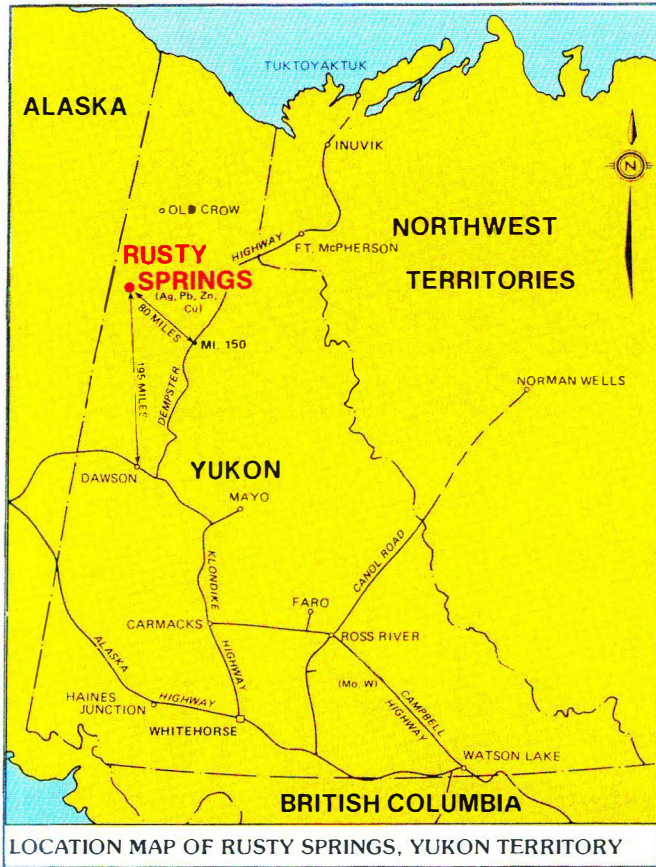 TUKTOYAKTUK
ALASKA
INUVIK
N
OLD CROW
NORTHWEST
TERRITORIES
FT. McPHERSON
HIGHWAY
RUSTY
SPRINGS
(Ag, Pb, Zn,
Cu)
80 MILES
MI. 150
195 MILES
DEMPSTER
NORMAN WELLS
DAWSON
YUKON
MAYO
KLONDIKE
HIGHWAY
CANOL ROAD
FARO
CARMACKS
ROSS RIVER
ALASKA
HIGHWAY
(Mo, W)
CAMPBELL
HIGHWAY
HAINES
JUNCTION
WHITEHORSE
WATSON LAKE
BRITISH COLUMBIA
LOCATION MAP OF RUSTY SPRINGS, YUKON TERRITORY